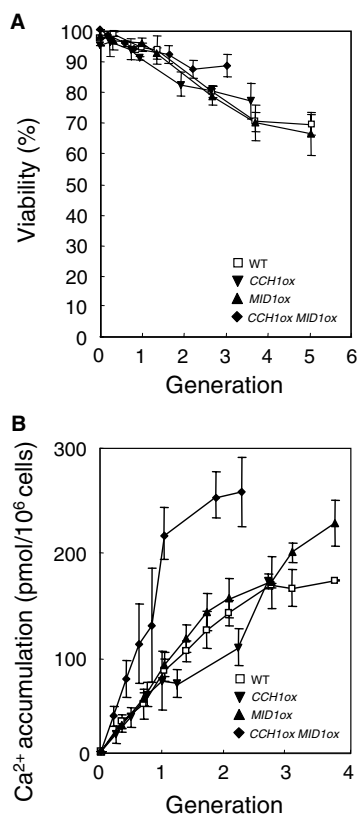 A
Viability (%)
100
90
80
70
60
50
40
30
20
10
0
WT
CCH1ox
MID1ox
CCH1ox MID1ox
0 1 2 3 4 5 6
Generation
B
Ca2+ accumulation (pmol/10⁶ cells)
300
200
100
0
WT
CCH1ox
MID1ox
CCH1ox MID1ox
0 1 2 3 4
Generation